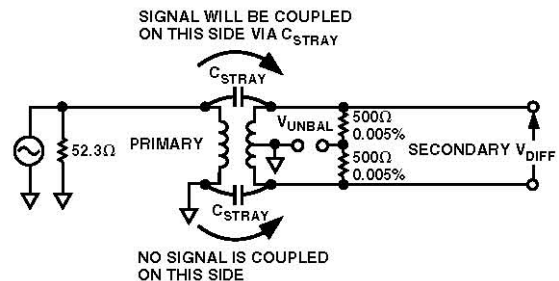 SIGNAL WILL BE COUPLED
ON THIS SIDE VIA CSTRAY
CSTRAY
VUNBAL
500Ω
0.005%
52.3Ω
PRIMARY
SECONDARY VDIFF
500Ω
0.005%
CSTRAY
NO SIGNAL IS COUPLED
ON THIS SIDE